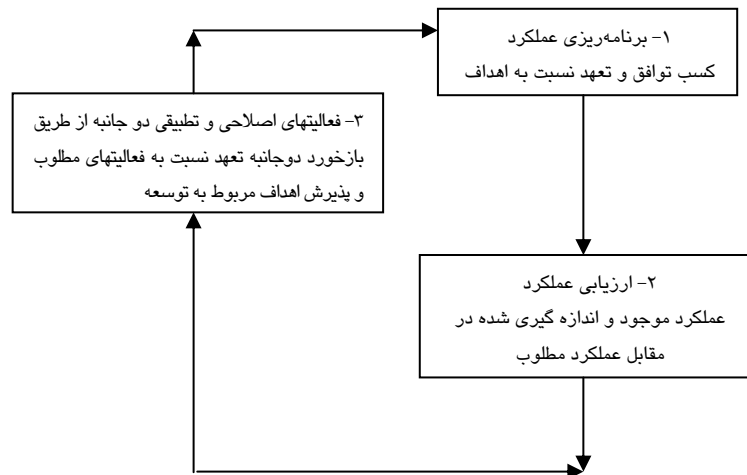 ۱- برنامه‌ریزی عملکرد
کسب توافق و تعهد نسبت به اهداف
۲- ارزیابی عملکرد
عملکرد موجود و اندازه گیری شده در
مقابل عملکرد مطلوب
۳- فعالیتهای اصلاحی و تطبیقی دو جانبه از طریق
بازخورد دوجانبه تعهد نسبت به فعالیتهای مطلوب
و پذیرش اهداف مربوط به توسعه